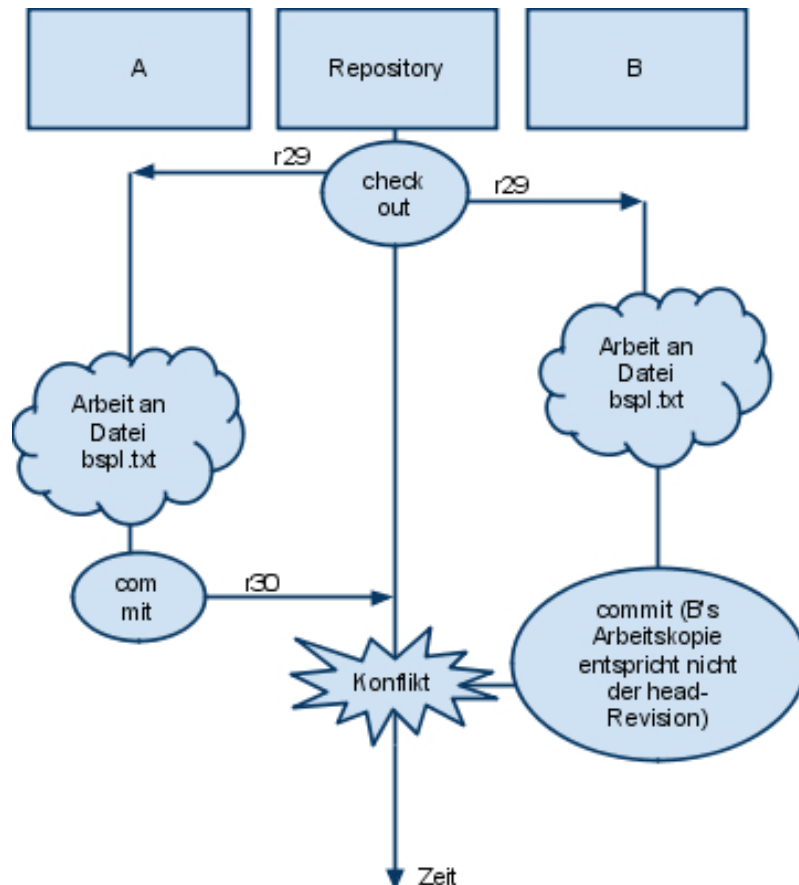 A
Repository
B
r29
check
out
r29
Arbeit an
Datei
bspl.txt
Arbeit an
Datei
bspl.txt
com
mit
r30
commit (B's
Arbeitskopie
entspricht nicht
der head-
Revision)
Konflikt
Zeit